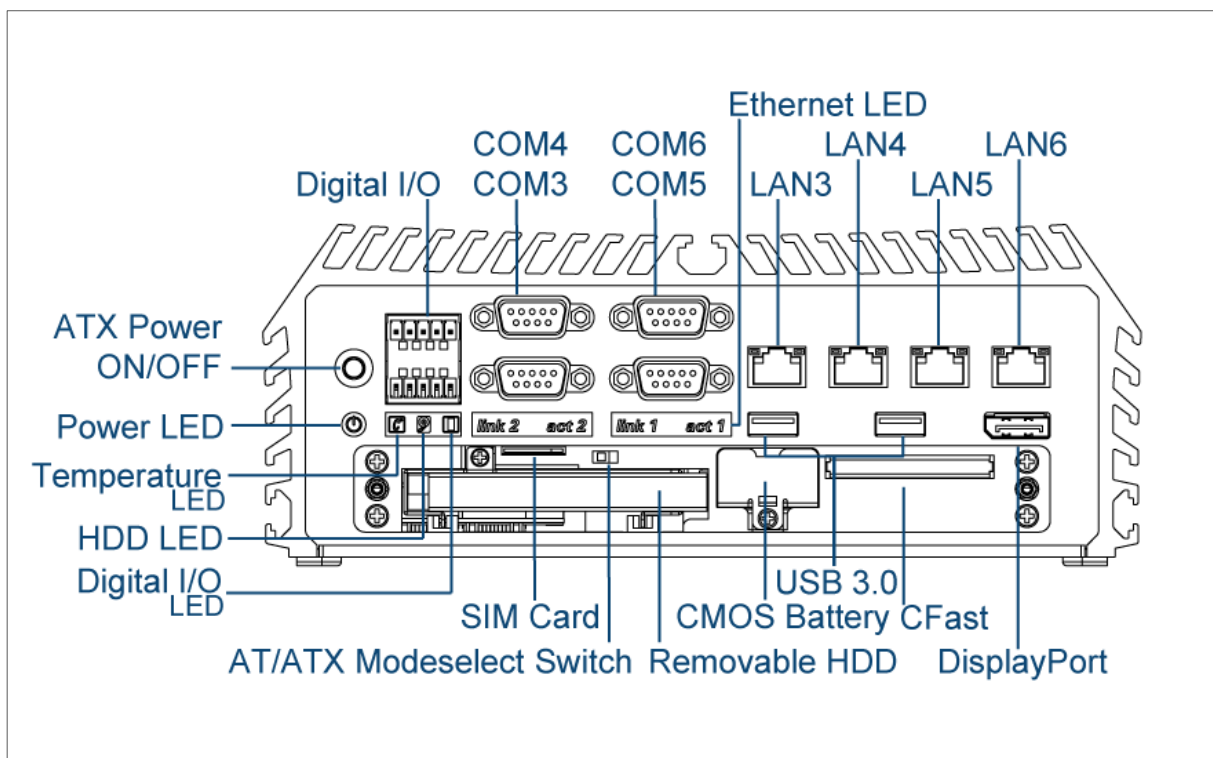 Ethernet LED
COM4 COM6 LAN4 LAN6
Digital I/O COM3 COM5 LAN3 LAN5
ATX Power
ON/OFF
Power LED
link 2 act 2 link 1 act 1
Temperature
LED
HDD LED
Digital I/O
LED
USB 3.0
SIM Card CMOS Battery CFast
AT/ATX Modeselect Switch Removable HDD DisplayPort